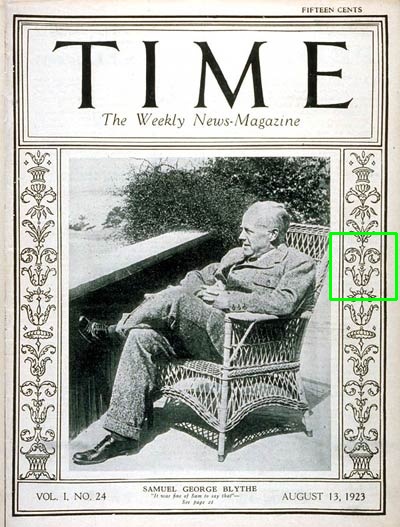 FIFTEEN CENTS
TIME
The Weekly News-Magazine
SAMUEL GEORGE BLYTHE
"It was fine of Sam to say that"—
See page 21
VOL. I, NO. 24
AUGUST 13, 1923